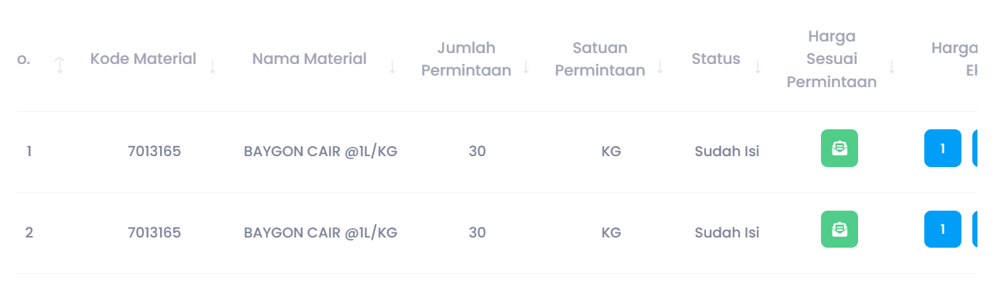 o. Kode Material Nama Material Jumlah Permintaan Satuan Permintaan Status Harga Sesuai Permintaan Harga
1 7013165 BAYGON CAIR @1L/KG 30 KG Sudah Isi 1
2 7013165 BAYGON CAIR @1L/KG 30 KG Sudah Isi 1